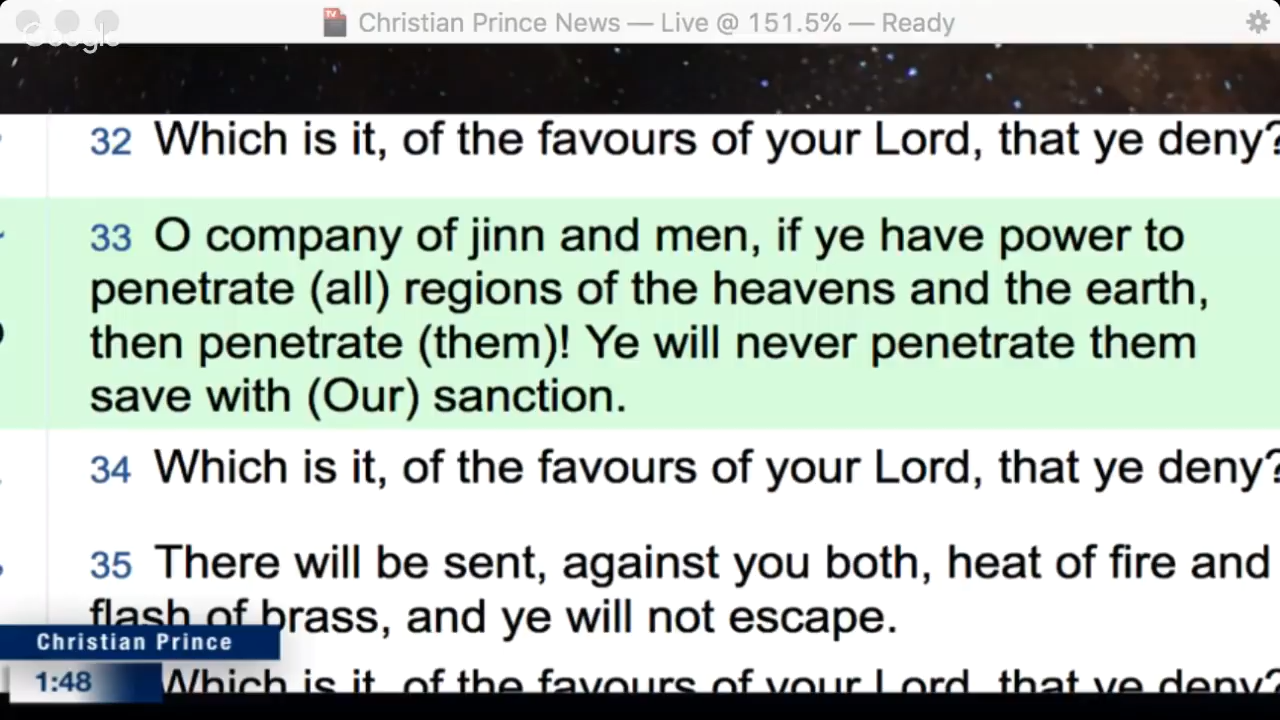 Christian Prince News — Live @ 151.5% — Ready
Google
32 Which is it, of the favours of your Lord, that ye deny?
33 O company of jinn and men, if ye have power to
penetrate (all) regions of the heavens and the earth,
then penetrate (them)! Ye will never penetrate them
save with (Our) sanction.
34 Which is it, of the favours of your Lord, that ye deny?
35 There will be sent, against you both, heat of fire and
flash of brass, and ye will not escape.
Christian Prince
1:48
Which is it, of the favours of your Lord, that ye deny?